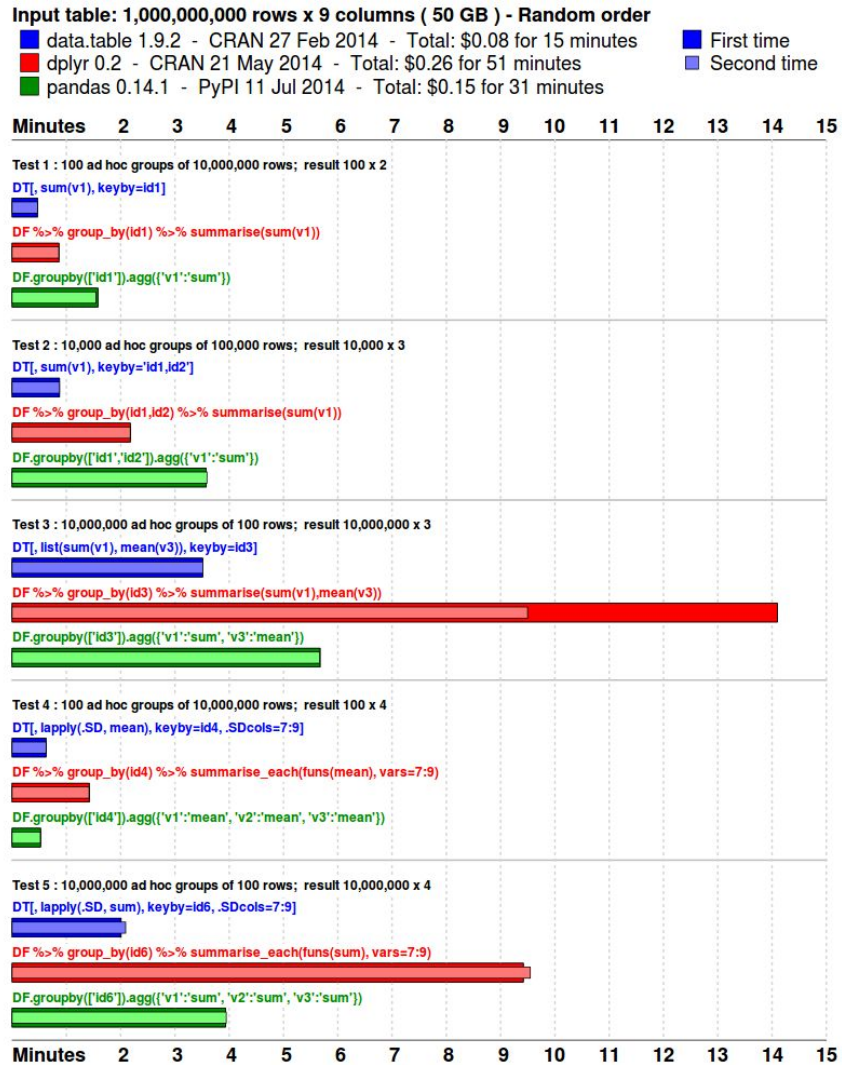 Input table: 1,000,000,000 rows x 9 columns ( 50 GB ) - Random order
data.table 1.9.2 - CRAN 27 Feb 2014 - Total: $0.08 for 15 minutes
First time
dplyr 0.2 - CRAN 21 May 2014 - Total: $0.26 for 51 minutes
Second time
pandas 0.14.1 - PyPI 11 Jul 2014 - Total: $0.15 for 31 minutes
Minutes 2 3 4 5 6 7 8 9 10 11 12 13 14 15
Test 1 : 100 ad hoc groups of 10,000,000 rows; result 100 x 2
DT[, sum(v1), keyby=id1]
DF %>% group_by(id1) %>% summarise(sum(v1))
DF.groupby(['id1']).agg({'v1':'sum'})
Test 2 : 10,000 ad hoc groups of 100,000 rows; result 10,000 x 3
DT[, sum(v1), keyby='id1,id2']
DF %>% group_by(id1,id2) %>% summarise(sum(v1))
DF.groupby(['id1','id2']).agg({'v1':'sum'})
Test 3 : 10,000,000 ad hoc groups of 100 rows; result 10,000,000 x 3
DT[, list(sum(v1), mean(v3)), keyby=id3]
DF %>% group_by(id3) %>% summarise(sum(v1),mean(v3))
DF.groupby(['id3']).agg({'v1':'sum', 'v3':'mean'})
Test 4 : 100 ad hoc groups of 10,000,000 rows; result 100 x 4
DT[, lapply(.SD, mean), keyby=id4, .SDcols=7:9]
DF %>% group_by(id4) %>% summarise_each(funs(mean), vars=7:9)
DF.groupby(['id4']).agg({'v1':'mean', 'v2':'mean', 'v3':'mean'})
Test 5 : 10,000,000 ad hoc groups of 100 rows; result 10,000,000 x 4
DT[, lapply(.SD, sum), keyby=id6, .SDcols=7:9]
DF %>% group_by(id6) %>% summarise_each(funs(sum), vars=7:9)
DF.groupby(['id6']).agg({'v1':'sum', 'v2':'sum', 'v3':'sum'})
Minutes 2 3 4 5 6 7 8 9 10 11 12 13 14 15